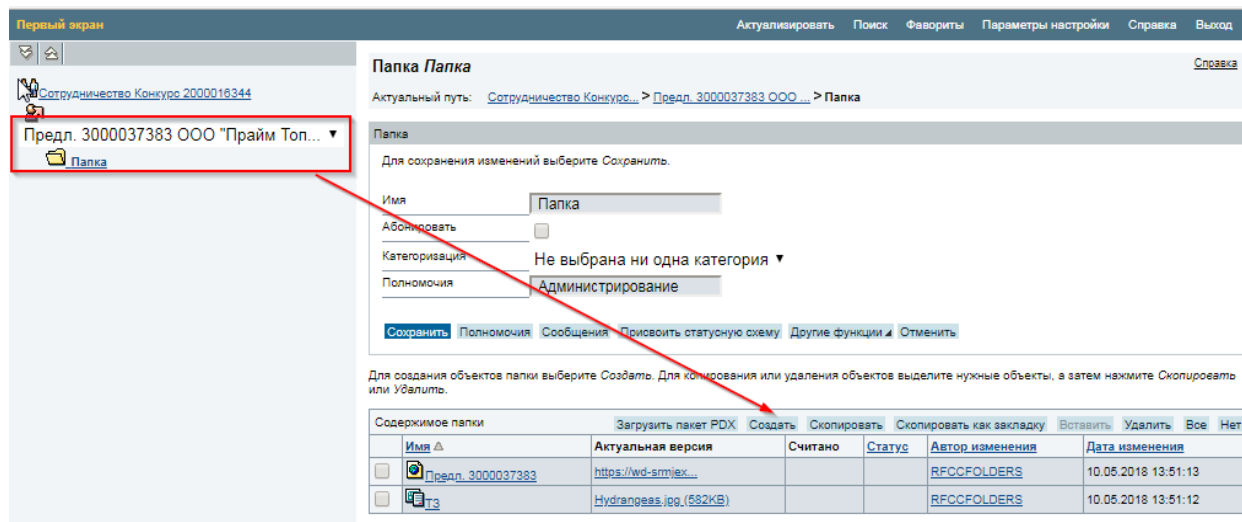 Первый экран
Актуализировать Поиск Фавориты Параметры настройки Справка Выход
Сотрудничество Конкурс 2000016344
Предл. 3000037383 ООО "Прайм Топ... ▼
Папка
Папка Папка
Справка
Актуальный путь: Сотрудничество Конкурс... > Предл. 3000037383 ООО ... > Папка
Папка
Для сохранения изменений выберите Сохранить.
Имя Папка
Абонировать
Категоризация Не выбрана ни одна категория ▼
Полномочия Администрирование
Сохранить Полномочия Сообщения Присвоить статусную схему Другие функции Отменить
Для создания объектов папки выберите Создать. Для копирования или удаления объектов выделите нужные объекты, а затем нажмите Скопировать
или Удалить.
Содержимое папки Загрузить пакет PDX Создать Скопировать Скопировать как закладку Вставить Удалить Все Нет
Имя Актуальная версия Считано Статус Автор изменения Дата изменения
Предл. 3000037383 https://wd-srmjex... RFCCFOLDERS 10.05.2018 13:51:13
ТЗ Hydrangeas.jpg (582KB) RFCCFOLDERS 10.05.2018 13:51:12